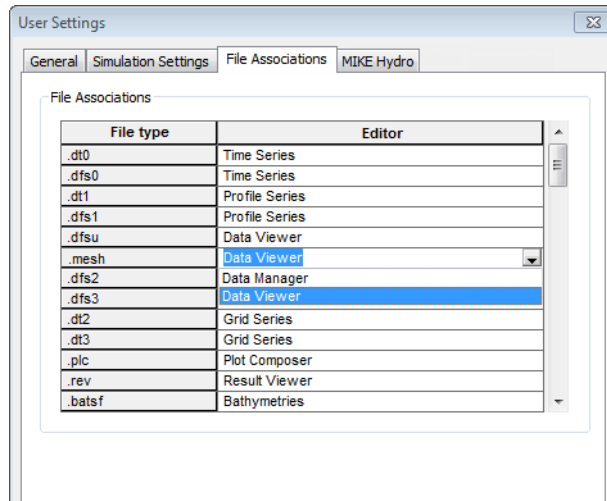 User Settings
General Simulation Settings File Associations MIKE Hydro
File Associations
File type Editor
.dt0 Time Series
.dfs0 Time Series
.dt1 Profile Series
.dfs1 Profile Series
.dfsu Data Viewer
.mesh Data Viewer
.dfs2 Data Manager
.dfs3 Data Viewer
.dt2 Grid Series
.dt3 Grid Series
.plc Plot Composer
.rev Result Viewer
.batsf Bathymetries